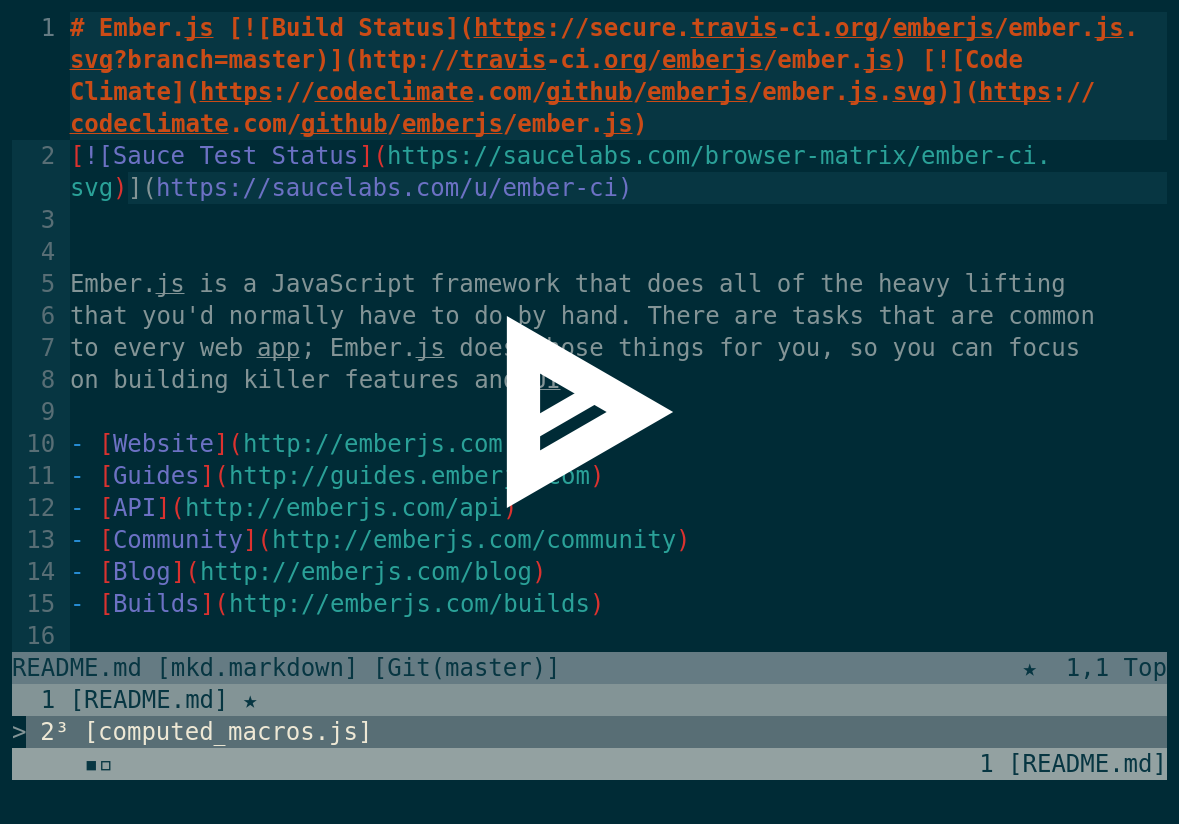 1 # Ember.js [![Build Status](https://secure.travis-ci.org/emberjs/ember.js.
svg?branch=master)](http://travis-ci.org/emberjs/ember.js) [![Code
Climate](https://codeclimate.com/github/emberjs/ember.js.svg)](https://
codeclimate.com/github/emberjs/ember.js)
2 [![Sauce Test Status](https://saucelabs.com/browser-matrix/ember-ci.
svg)](https://saucelabs.com/u/ember-ci)
3
4
5 Ember.js is a JavaScript framework that does all of the heavy lifting
6 that you'd normally have to do by hand. There are tasks that are common
7 to every web app; Ember.js does those things for you, so you can focus
8 on building killer features and
9
10 - [Website](http://emberjs.com
11 - [Guides](http://guides.emberjs.com)
12 - [API](http://emberjs.com/api)
13 - [Community](http://emberjs.com/community)
14 - [Blog](http://emberjs.com/blog)
15 - [Builds](http://emberjs.com/builds)
16
README.md [mkd.markdown] [Git(master)] ★ 1,1 Top
1 [README.md] ★
> 2³ [computed_macros.js]
▪▫ 1 [README.md]